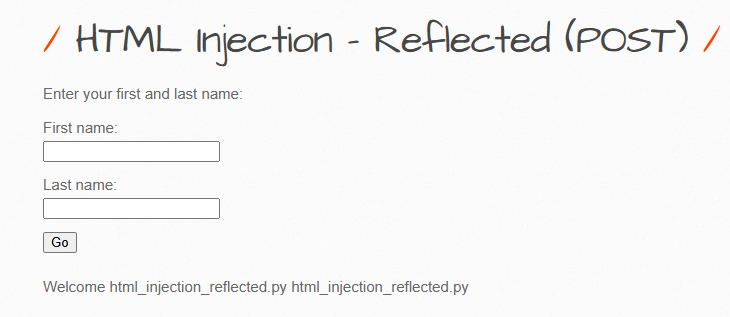 / HTML Injection - Reflected (POST) /
Enter your first and last name:
First name:
Last name:
Go
Welcome html_injection_reflected.py html_injection_reflected.py